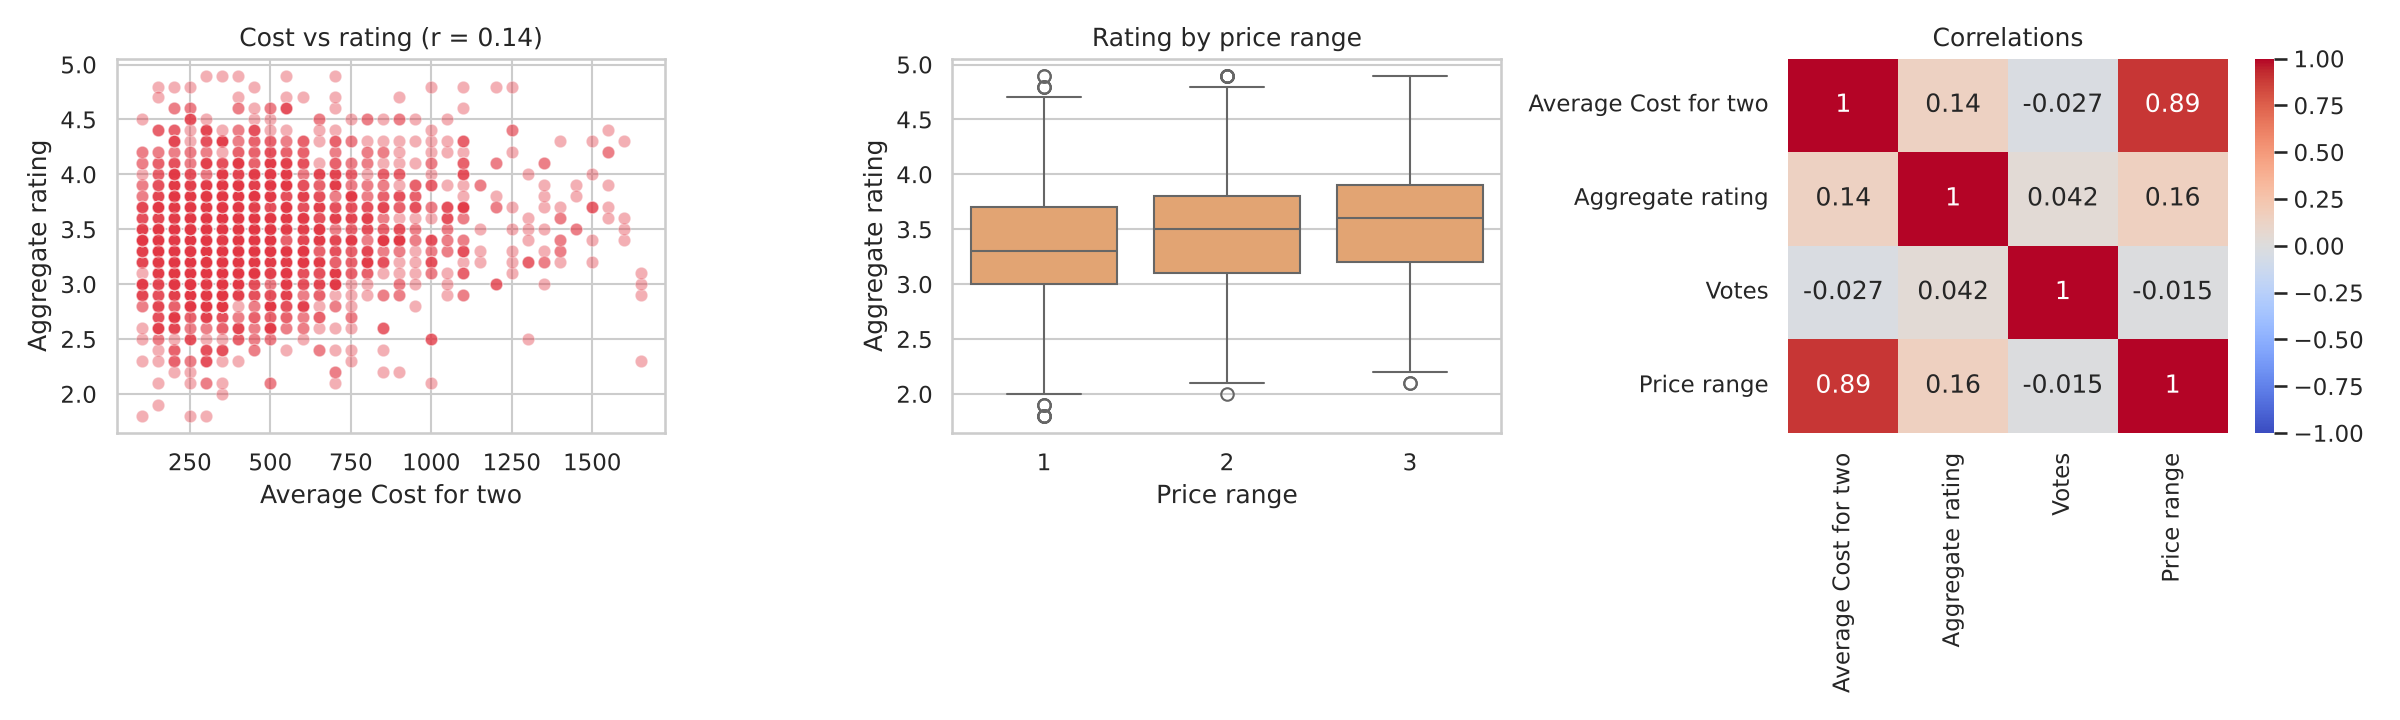 Cost vs rating (r = 0.14)
Aggregate rating
5.0
4.5
4.0
3.5
3.0
2.5
2.0
250 500 750 1000 1250 1500
Average Cost for two
Rating by price range
Aggregate rating
5.0
4.5
4.0
3.5
3.0
2.5
2.0
1 2 3
Price range
Correlations
Average Cost for two 1 0.14 -0.027 0.89
Aggregate rating 0.14 1 0.042 0.16
Votes -0.027 0.042 1 -0.015
Price range 0.89 0.16 -0.015 1
Average Cost for two
Aggregate rating
Votes
Price range
1.00
0.75
0.50
0.25
0.00
−0.25
−0.50
−0.75
−1.00